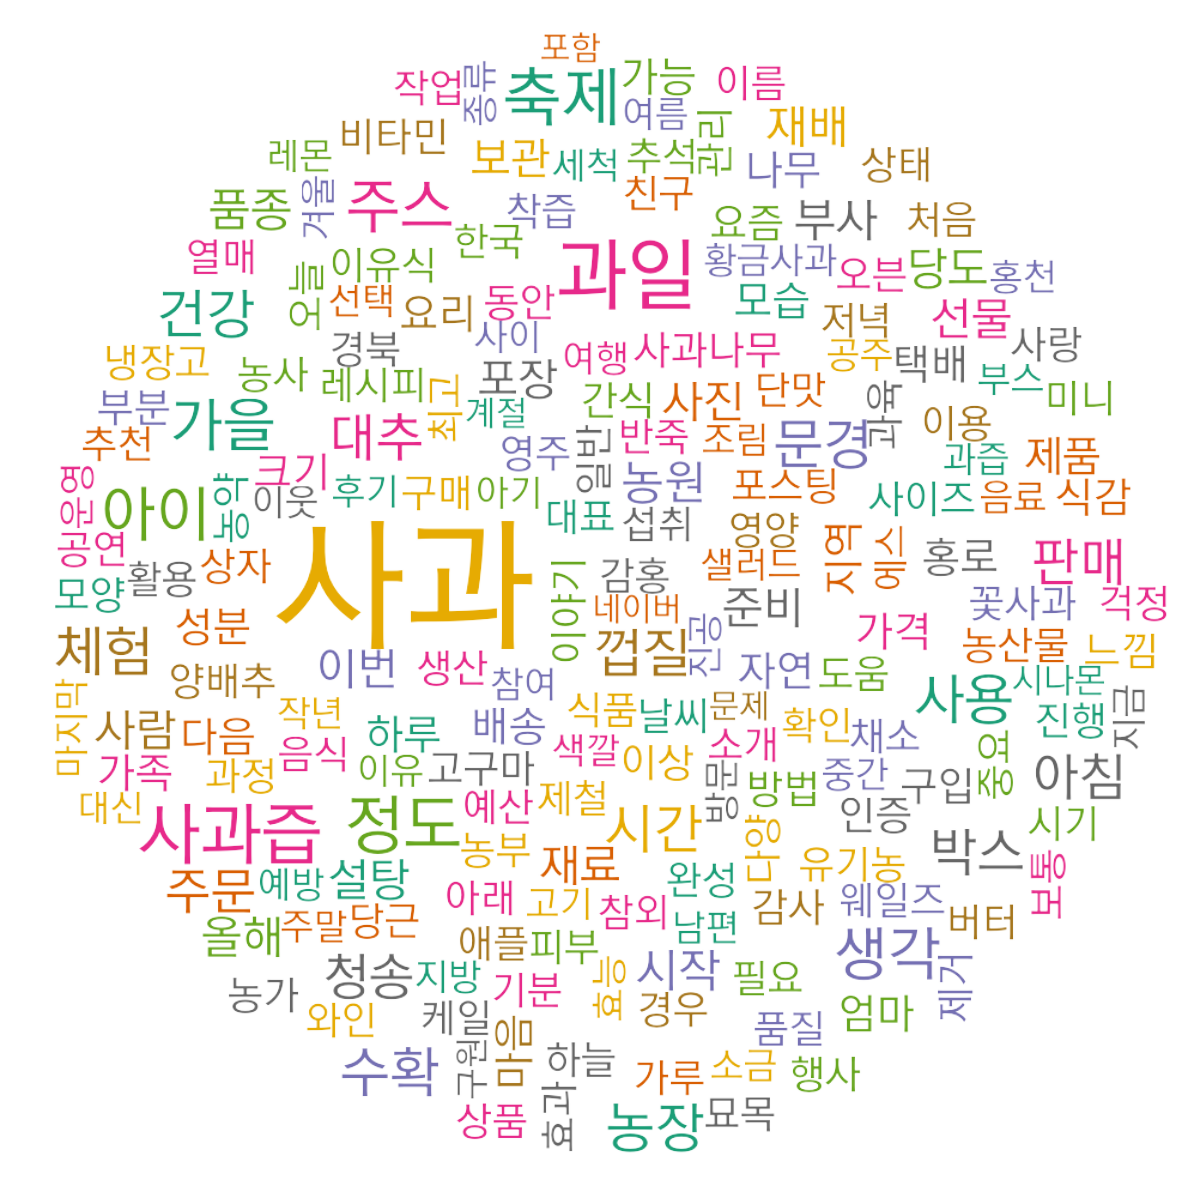 포함
작업
종류
축제
가능
이름
비타민
여름
재배
레몬
보관
세척
추석
관리
나무
상태
품종
겨울
주스
착즙
친구
요즘
부사
처음
열매
오늘
이유식
한국
과일
황금사과
오븐
당도
홍천
건강
선택
요리
동안
모습
저녁
선물
사랑
냉장고
경북
사이
여행
사과나무
공주
택배
부스
미니
농사
레시피
최고
포장
계절
간식
사진
단맛
과육
이용
부분
추천
가을
대추
영주
일반
반죽
조림
문경
과즙
제품
운영
크기
아이
농약
이웃
후기
구매
아기
농원
포스팅
사이즈
음료
식감
공연
사과
대표
섭취
영양
지역
에스
홍로
판매
모양
활용
상자
이야기
감홍
샐러드
네이버
준비
꽃사과
걱정
체험
성분
이번
생산
껍질
진공
가격
농산물
느낌
마지막
양배추
참여
자연
도움
사용
시나몬
지금
사람
다음
작년
하루
배송
식품
날씨
문제
확인
채소
진행
가족
과정
음식
이유
고구마
색깔
이상
소개
방문
방법
중간
구입
중요
아침
대신
사과즙
정도
예산
제철
시간
다양
인증
시기
주문
예방
설탕
농부
재료
완성
유기농
박스
보통
올해
주말
당근
아래
고기
참외
남편
감사
웨일즈
버터
농가
청송
지방
애플
피부
기분
효능
시작
필요
생각
제거
와인
케일
마음
경우
품질
엄마
수확
구원
하늘
가루
소금
행사
상품
효과
농장
묘목